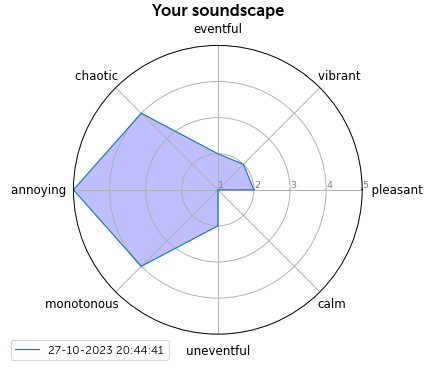 Your soundscape
eventful
chaotic
vibrant
annoying
1 2 3 4 5
pleasant
monotonous
calm
27-10-2023 20:44:41
uneventful